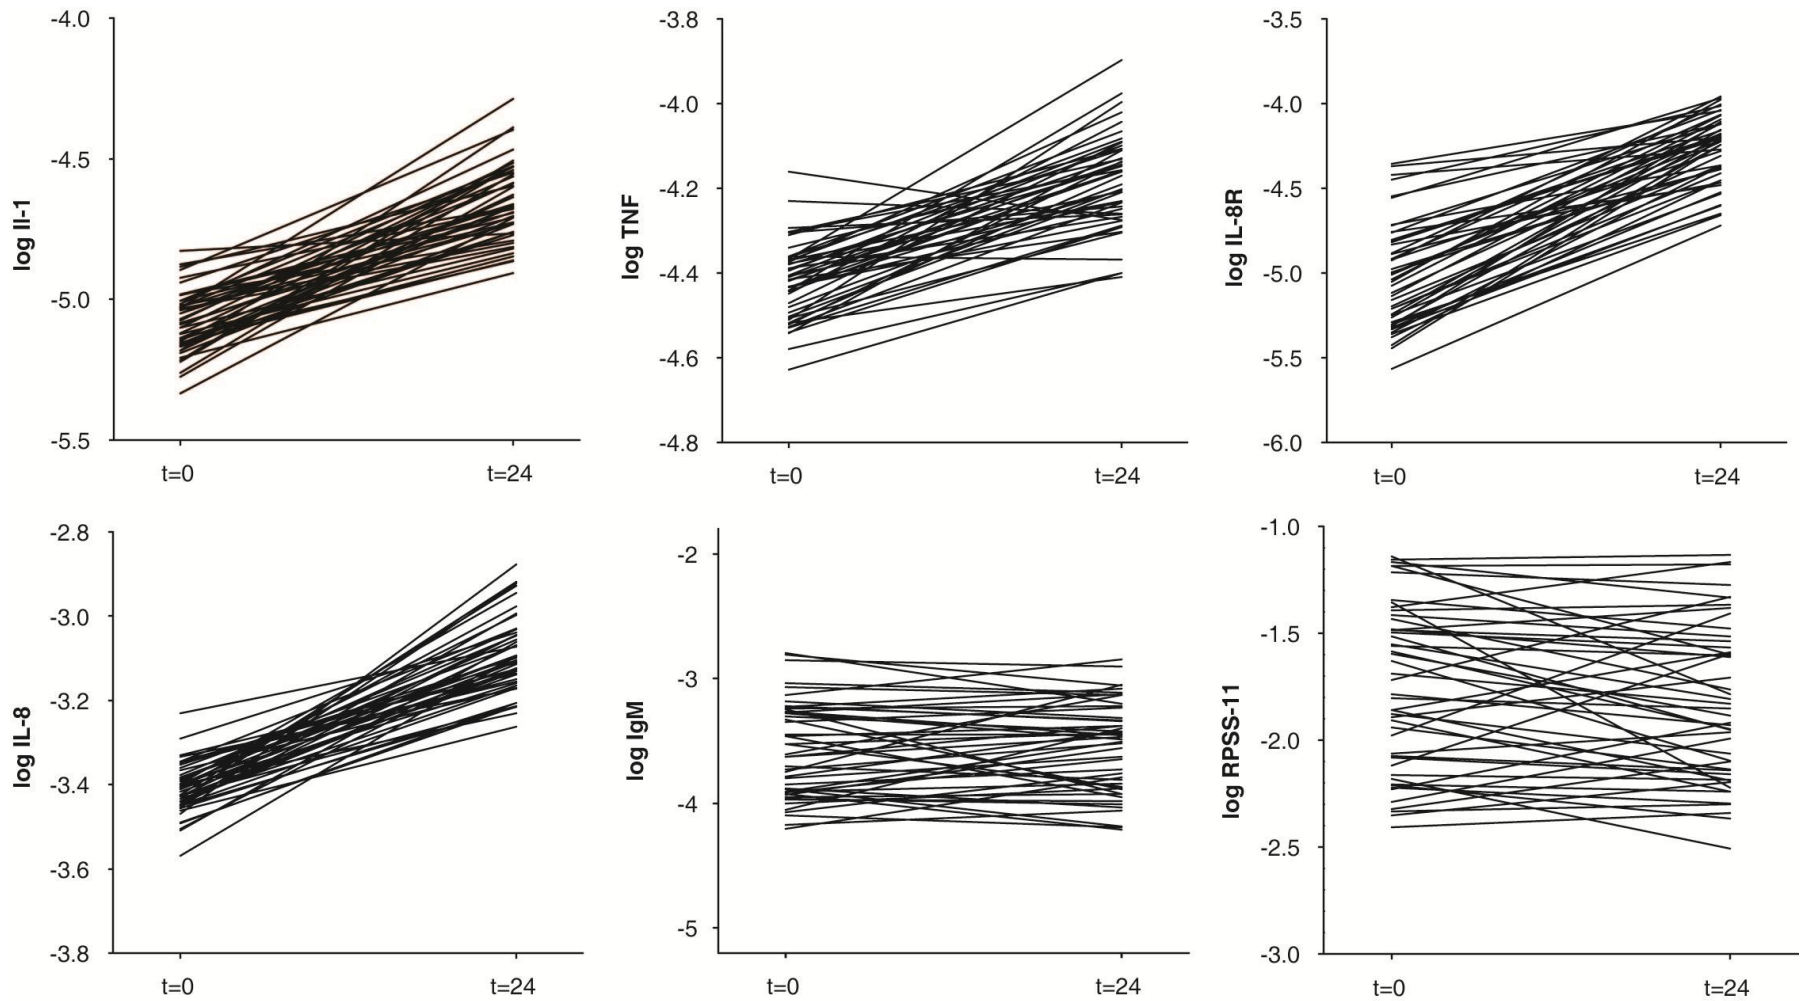 -4.0
-4.5
-5.0
-5.5
log Il-1
t=0
t=24
-3.8
-4.0
-4.2
-4.4
-4.6
-4.8
log TNF
t=0
t=24
-3.5
-4.0
-4.5
-5.0
-5.5
-6.0
log IL-8R
t=0
t=24
-2.8
-3.0
-3.2
-3.4
-3.6
-3.8
log IL-8
t=0
t=24
-2
-3
-4
-5
log IgM
t=0
t=24
-1.0
-1.5
-2.0
-2.5
-3.0
log RPSS-11
t=0
t=24